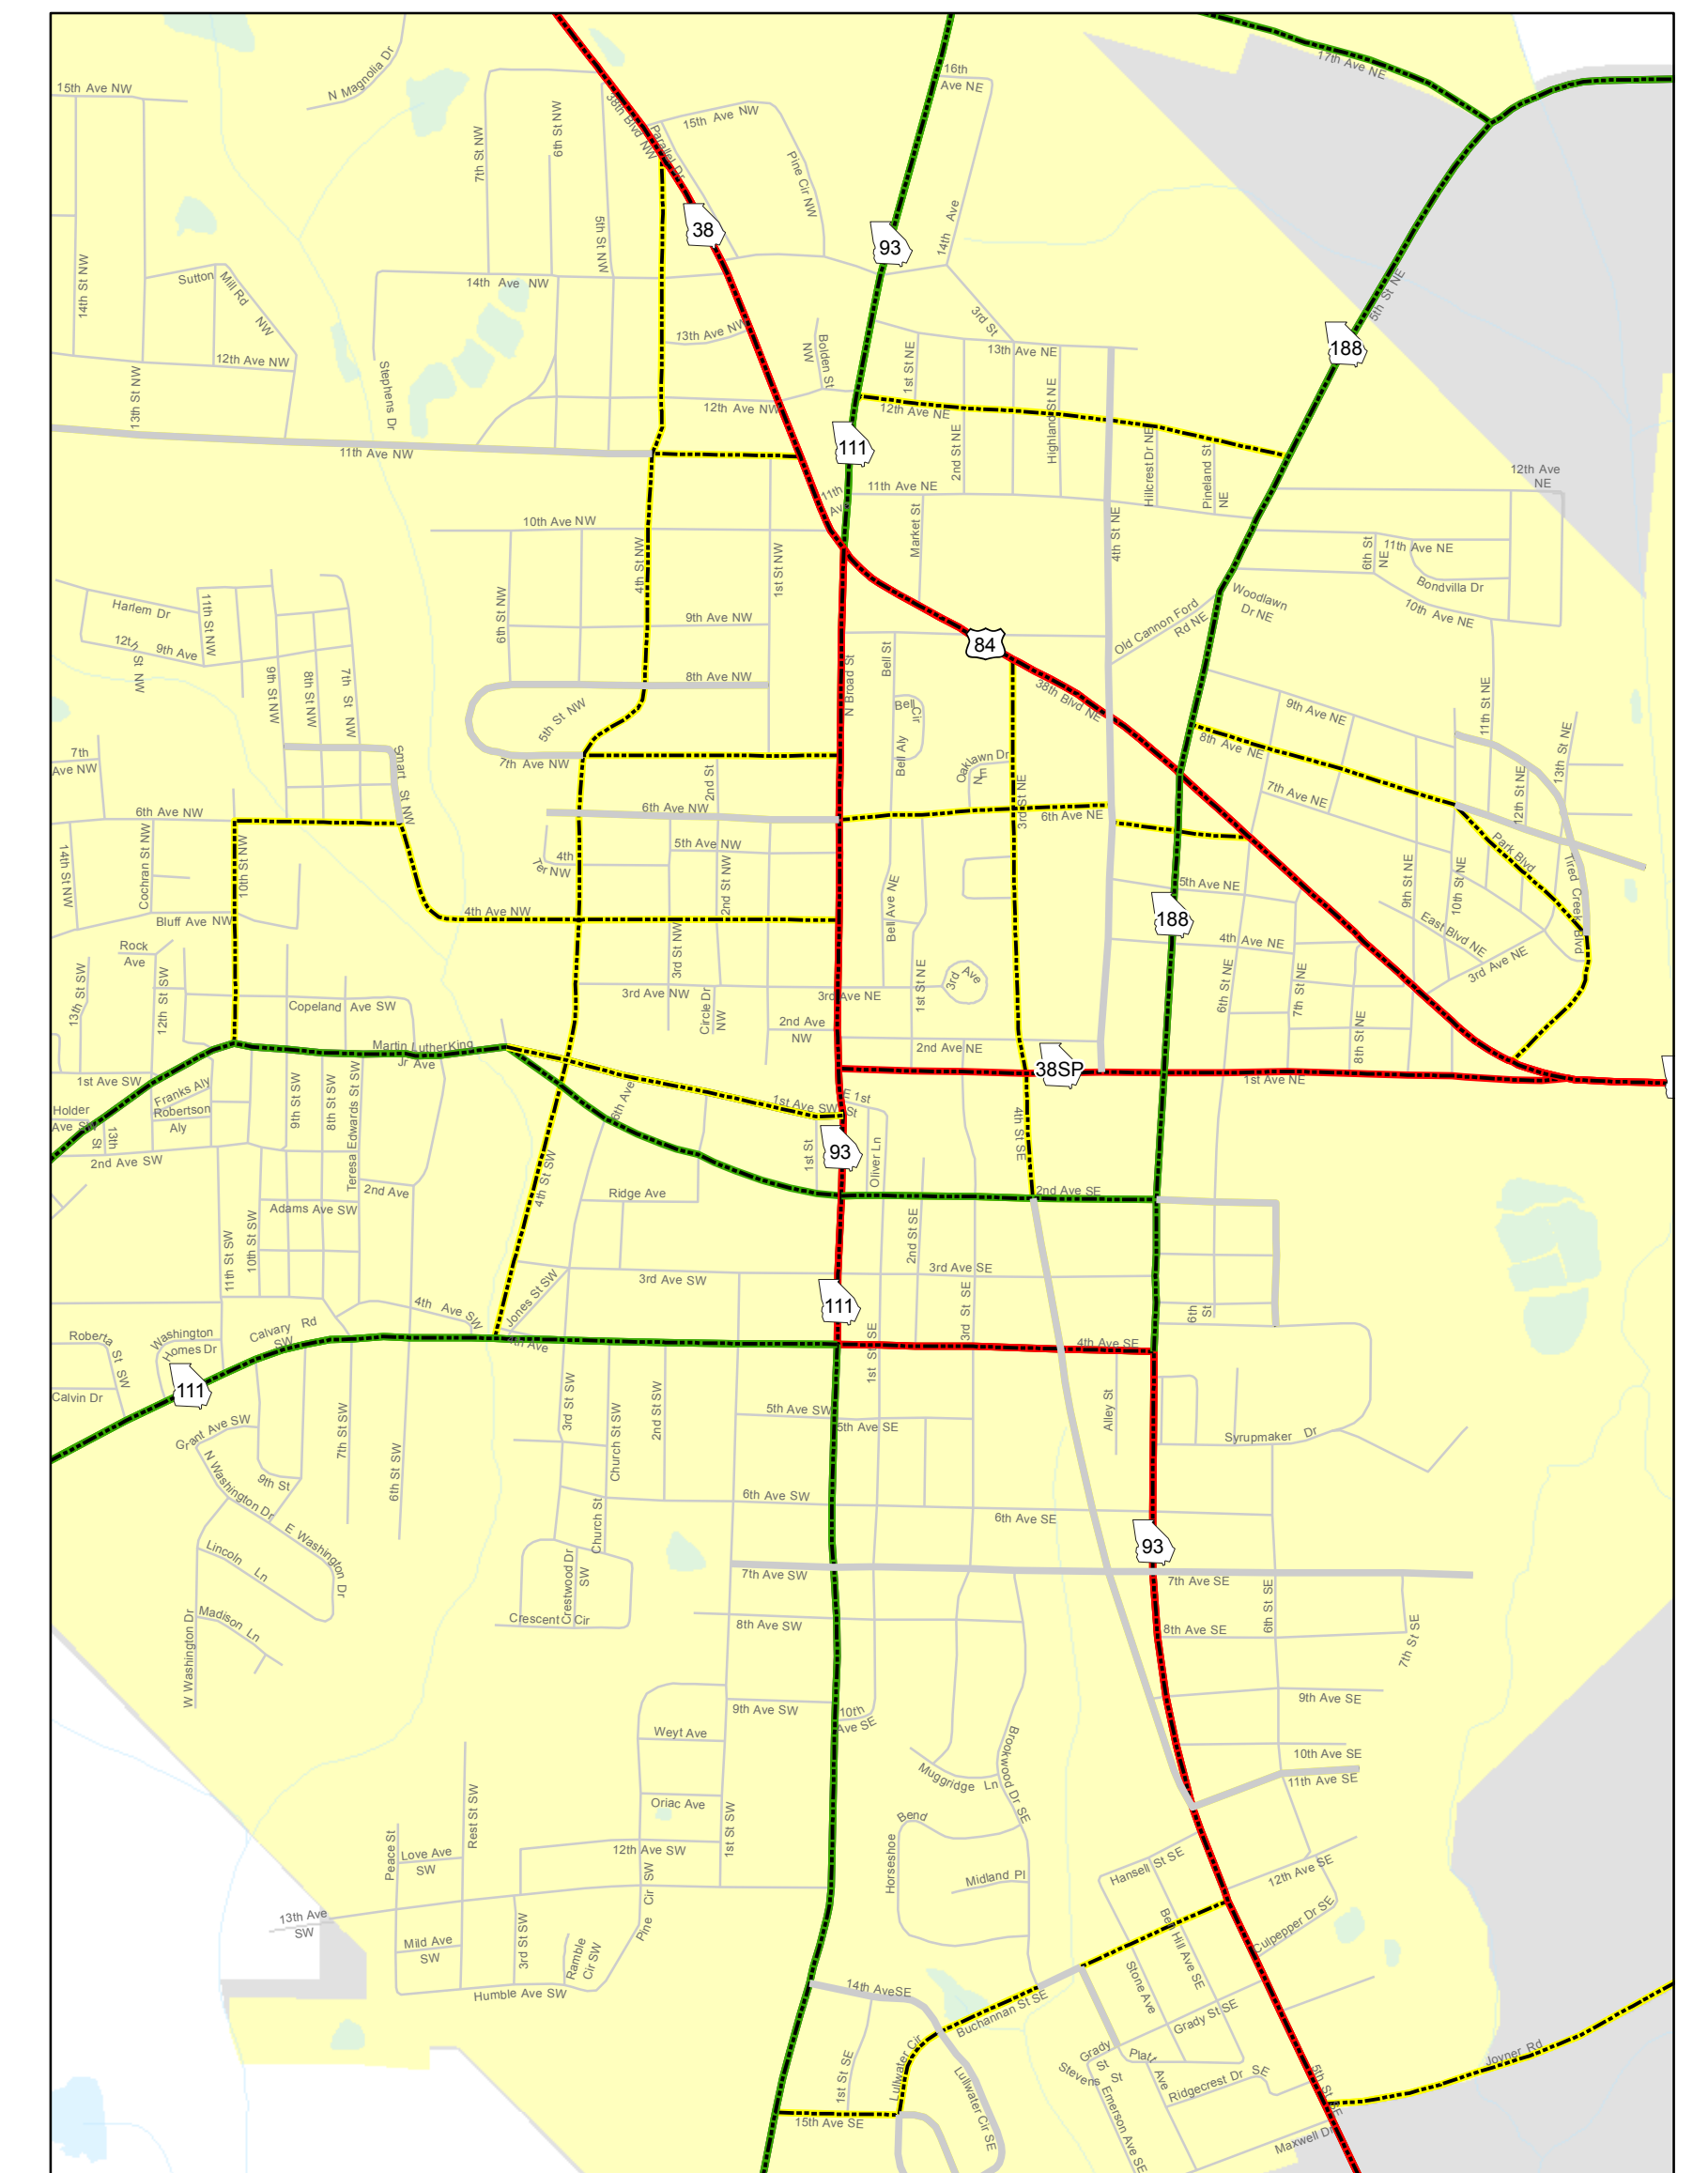 17th Ave NE
16th
Ave NE
15th Ave NW
N Magnolia Dr
38th Blvd NW
Parallel Dr
15th Ave NW
7th St NW
6th St NW
Pine Cir NW
5th St NW
38
93
14th Ave
14th St NW
Sutton
Mill Rd
NW
14th Ave NW
5th St NE
188
3rd St
13th Ave NW
Bolden St
NW
1st St NE
13th Ave NE
12th Ave NW
13th St NW
Stephens Dr
12th Ave NW
12th Ave NE
Highland St NE
111
11th Ave NW
2nd St NE
Hillcrest Dr NE
Pineland St
NE
12th Ave
NE
11th
Av
11th Ave NE
10th Ave NW
Market St
4th St NE
6th St
NE
11th Ave NE
4th St NW
1st St NW
Bondvilla Dr
Harlem Dr
11th St NW
6th St NW
9th Ave NW
Woodlawn
Dr NE
Old Cannon Ford
Rd NE
10th Ave NE
12th
St NW
9th Ave
84
Bell St
8th Ave NW
N Broad St
38th Blvd NE
9th St NW
8th St NW
7th St NW
5th St NW
Bell
Cir
9th Ave NE
11th St NE
7th
Ave NW
Smart St NW
7th Ave NW
2nd St
Bell Aly
Oaklawn Dr
NE
3rd St NE
8th Ave NE
13th St NE
12th St NE
6th Ave NW
6th Ave NW
6th Ave NE
7th Ave NE
14th St NW
Cochran St NW
10th St NW
4th
Ter NW
5th Ave NW
2nd St NW
Park Blvd
Tired Creek Blvd
Bluff Ave NW
4th Ave NW
Bell Ave NE
188
5th Ave NE
9th St NE
10th St NE
East Blvd NE
Rock
Ave
3rd St NW
4th Ave NE
3rd Ave NE
13th St SW
12th St SW
Copeland Ave SW
3rd Ave NW
Circle Dr
NW
3rd Ave NE
1st St NE
3rd Ave
6th St NE
7th St NE
8th St NE
2nd Ave
NW
2nd Ave NE
Martin Luther King
Jr Ave
38SP
1st Ave NE
1st Ave SW
Franks Aly
Robertson
Aly
9th St SW
8th St SW
Teresa Edwards St SW
6th Ave
1st Ave SW
E 1st
St
Holder
Ave SW
13th
St
2nd Ave SW
4th St SW
1st St
93
Oliver Ln
4th St SE
2nd Ave
Ridge Ave
2nd Ave SE
Adams Ave SW
11th St SW
10th St SW
2nd St SE
3rd Ave SW
3rd Ave SE
Jones St SW
111
3rd St SE
6th
St
4th Ave SW
4th Ave
4th Ave SE
Roberta
St SW
Washington
Homes Dr
Calvary Rd
SW
1st St SE
Calvin Dr
111
Grant Ave SW
7th St SW
6th St SW
3rd St SW
Church St SW
2nd St SW
5th Ave SW
5th Ave SE
Alley St
Syrupmaker Dr
N Washington Dr
9th St
6th Ave SW
6th Ave SE
Church St
E Washington Dr
Lincoln Ln
Crestwood Dr
SW
7th Ave SW
93
7th Ave SE
6th St SE
W Washington Dr
Madison Ln
Crescent Cir
8th Ave SW
8th Ave SE
7th St SE
9th Ave SW
10th
Ave SE
9th Ave SE
Weyt Ave
Brookwood Dr SE
10th Ave SE
Muggridge Ln
11th Ave SE
Rest St SW
Oriac Ave
1st St SW
Bend
Horseshoe
Peace St
Love Ave
SW
12th Ave SW
Hansell St SE
12th Ave SE
Midland Pl
13th Ave
SW
Mild Ave
SW
3rd St SW
Ramble
Cir SW
Pine Cir SW
Culpepper Dr SE
Humble Ave SW
14th Ave SE
Stone Ave
Buchannan St SE
Grady St SE
Lullwater Cir
1st St SE
Lullwater Cir SE
Grady
St
Stevens St
Platt
Ave
Ridgecrest Dr SE
Emerson Ave SE
5th St SE
Joyner Rd
15th Ave SE
Maxwell Dr